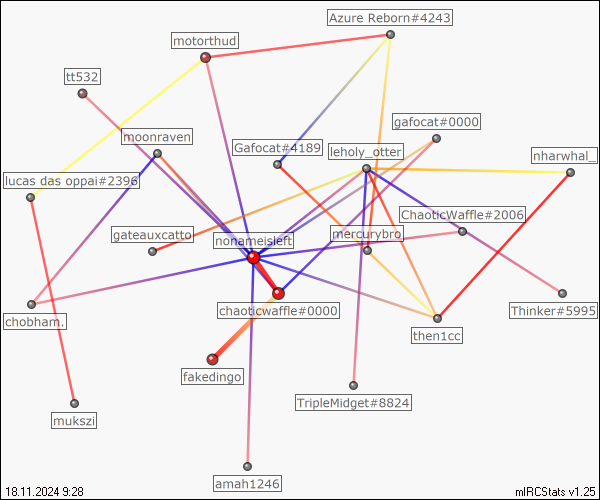 Azure Reborn#4243
motorthud
tt532
gafocat#0000
moonraven
Gafocat#4189
leholy_otter
nharwhal_
lucas das oppai#2396
ChaoticWaffle#2006
gateauxcatto
nonameisleft
mercurybro
chaoticwaffle#0000
Thinker#5995
chobham.
then1cc
fakedingo
TripleMidget#8824
mukszi
amah1246
18.11.2024 9:28
mIRCStats v1.25